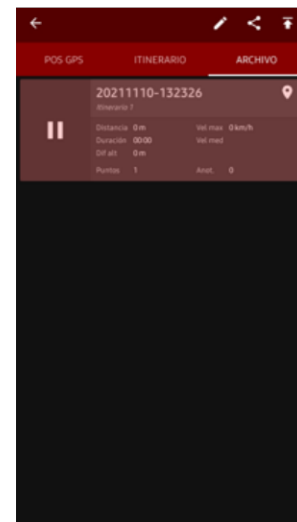 POS GPS ITINERARIO ARCHIVO
20211110-132326
Itinerario 1
Distancia 0 m Vel max 0 km/h
Duración 00:00 Vel med
Dif alt 0 m
Puntos 1 Anot. 0